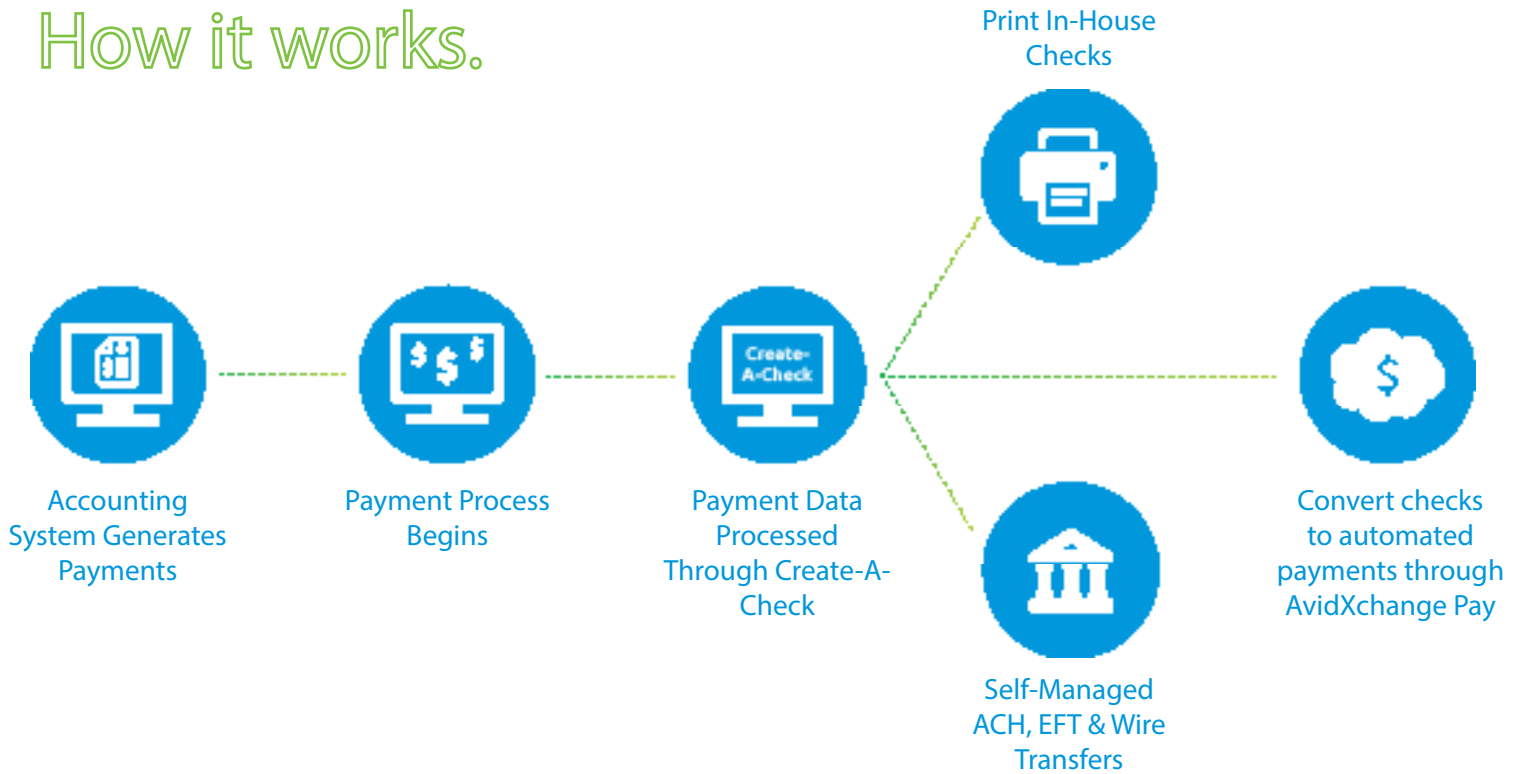 How it works.
Print In-House
Checks
Create-
A-Check
$ $ $
$
Accounting
System Generates
Payments
Payment Process
Begins
Payment Data
Processed
Through Create-A-
Check
Convert checks
to automated
payments through
AvidXchange Pay
Self-Managed
ACH, EFT & Wire
Transfers